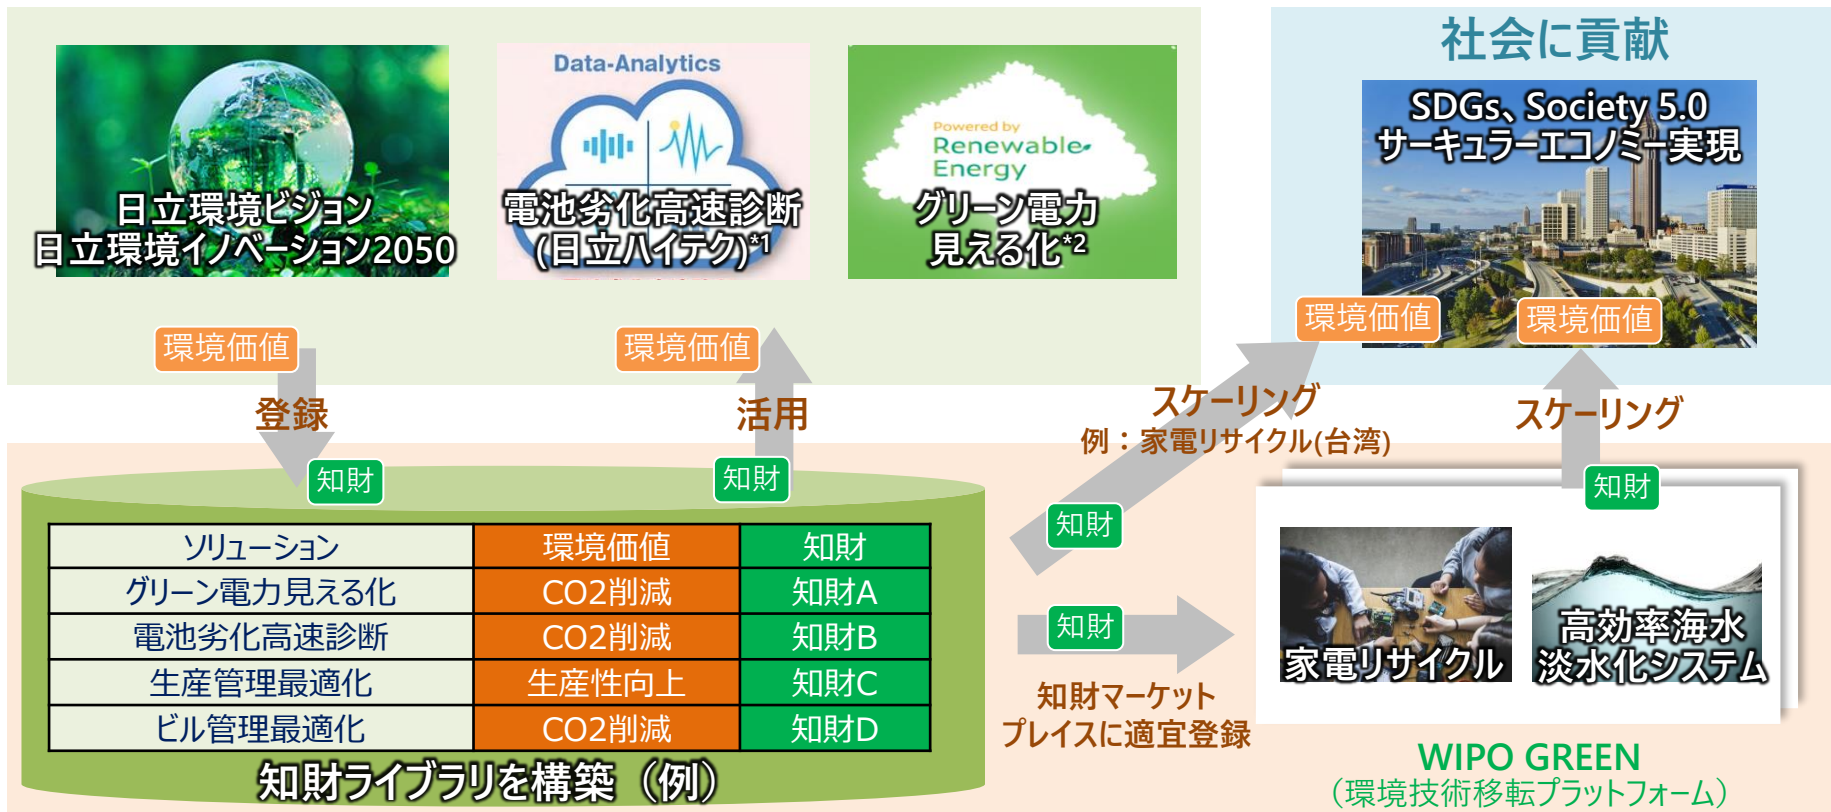 Data-Analytics
日立環境ビジョン
日立環境イノベーション2050
電池劣化高速診断
(日立ハイテク)*1
Powered by
Renewable
Energy
グリーン電力
見える化*2
社会に貢献
SDGs、Society 5.0
サーキュラーエコノミー実現
環境価値
環境価値
環境価値
環境価値
登録
活用
スケーリング
例：家電リサイクル(台湾)
スケーリング
知財
知財
知財
知財
知財
ソリューション 環境価値 知財
グリーン電力見える化 CO2削減 知財A
電池劣化高速診断 CO2削減 知財B
生産管理最適化 生産性向上 知財C
ビル管理最適化 CO2削減 知財D
知財ライブラリを構築（例）
知財マーケット
プレイスに適宜登録
家電リサイクル
高効率海水
淡水化システム
WIPO GREEN
（環境技術移転プラットフォーム）